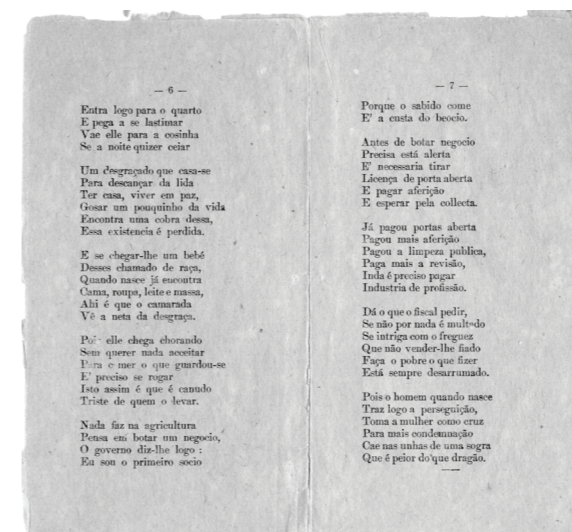 — 6 —
Entra logo para o quarto
E pega a se lastimar
Vae elle para a cosinha
Se a noite quizer ceiar
Um desgraçado que casa-se
Para descançar da lida
Ter casa, viver em paz,
Gosar um pouquinho da vida
Encontra uma cobra dessa,
Essa existencia é perdida.
E se chegar-lhe um bebé
Desses chamado de raça,
Quando nasce já encontra
Cama, roupa, leite e massa,
Ahi é que o camarada
Vê a neta da desgraça.
Pois elle chega chorando
Sem querer nada acceitar
Para comer o que guardou-se
E' preciso se rogar
Isto assim é que é canudo
Triste de quem o levar.
Nada faz na agricultura
Pensa em botar um negocio,
O governo diz-lhe logo :
Eu sou o primeiro socio
— 7 —
Porque o sabido come
E' a custa do beocio.
Antes de botar negocio
Precisa está alerta
E' necessaria tirar
Licença de porta aberta
E pagar aferição
E esperar pela collecta.
Já pagou portas aberta
Pagou mais aferição
Pagou a limpeza publica,
Paga mais a revisão,
Inda é preciso pagar
Industria de profissão.
Dá o que o fiscal pedir,
Se não por nada é multado
Se intriga com o freguez
Que não vender-lhe fiado
Faça o pobre o que fizer
Está sempre desarrumado.
Pois o homem quando nasce
Traz logo a perseguição,
Toma a mulher como cruz
Para mais condemnação
Cae nas unhas de uma sogra
Que é peior do'que dragão.